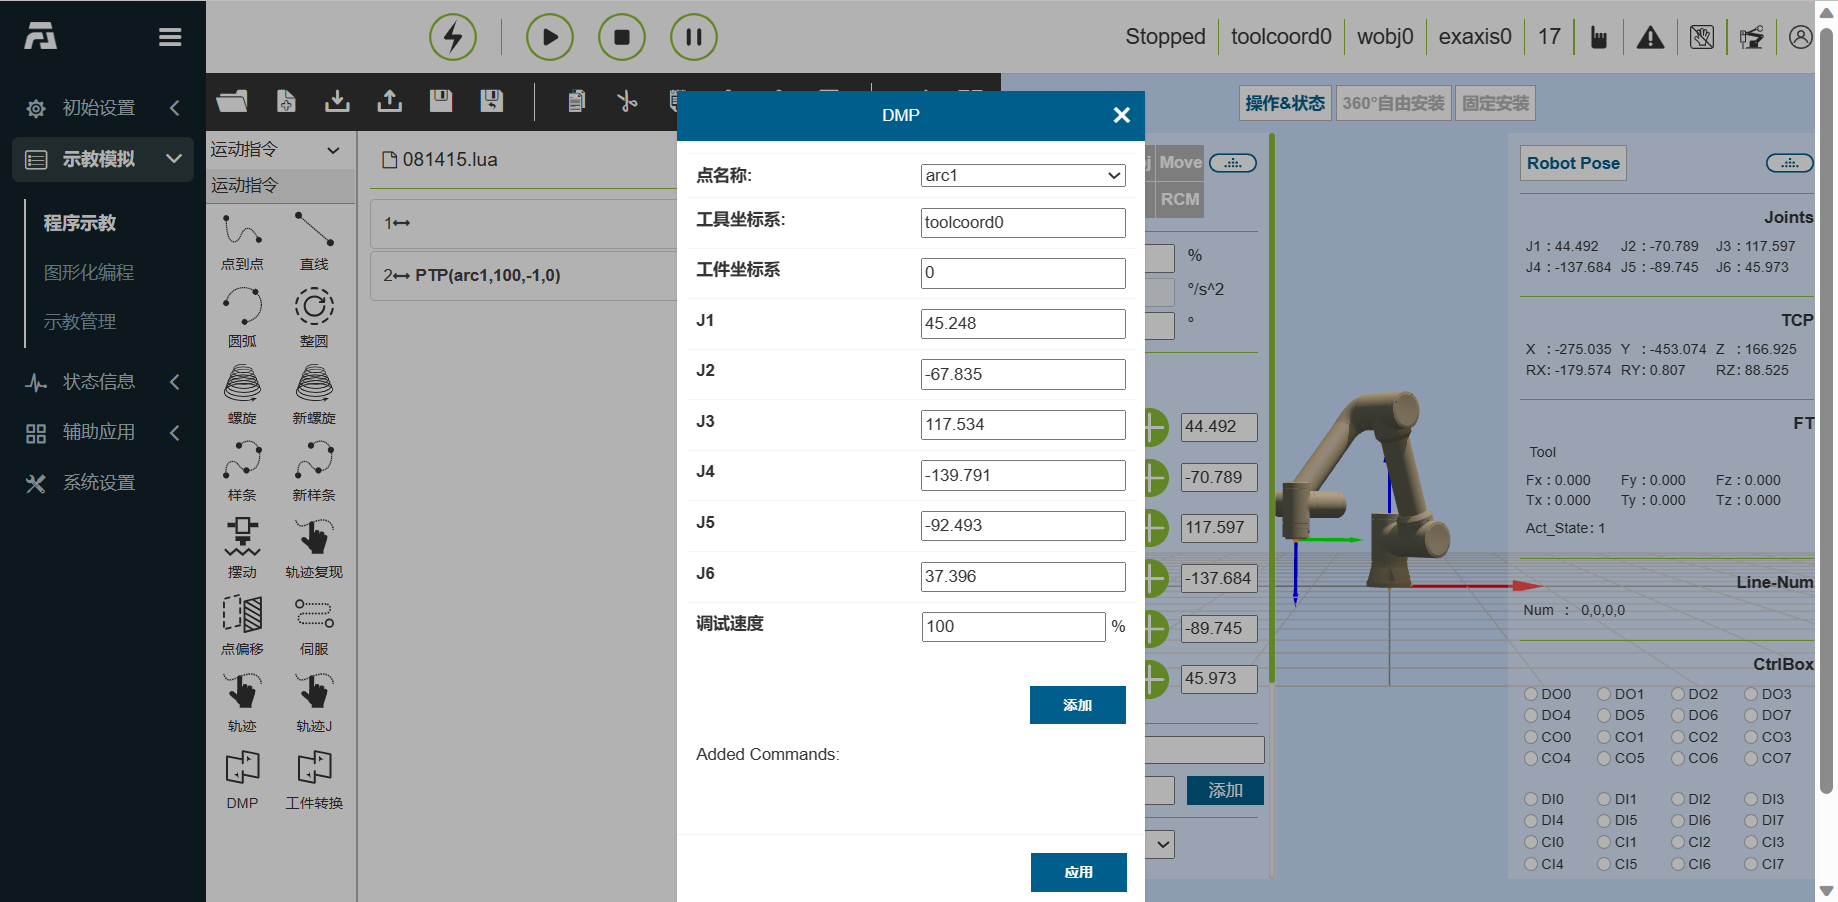 Stopped toolcoord0 wobj0 exaxis0 17
初始设置
示教模拟
程序示教
图形化编程
示教管理
状态信息
辅助应用
系统设置
运动指令
运动指令
点到点 直线
圆弧 整圆
螺旋 新螺旋
样条 新样条
摆动 轨迹复现
点偏移 伺服
轨迹 轨迹J
DMP 工件转换
081415.lua
1
2 PTP(arc1,100,-1,0)
DMP
点名称: arc1
工具坐标系: toolcoord0
工件坐标系 0
J1 45.248
J2 -67.835
J3 117.534
J4 -139.791
J5 -92.493
J6 37.396
调试速度 100 %
添加
Added Commands:
应用
操作&状态 360°自由安装 固定安装
Move
RCM
%
°/s^2
°
44.492
-70.789
117.597
-137.684
-89.745
45.973
添加
Robot Pose
Joints
J1 : 44.492 J2 : -70.789 J3 : 117.597
J4 : -137.684 J5 : -89.745 J6 : 45.973
TCP
X : -275.035 Y : -453.074 Z : 166.925
RX: -179.574 RY: 0.807 RZ: 88.525
FT
Tool
Fx : 0.000 Fy : 0.000 Fz : 0.000
Tx : 0.000 Ty : 0.000 Tz : 0.000
Act_State: 1
Line-Num
Num : 0,0,0,0
CtrlBox
DO0 DO1 DO2 DO3
DO4 DO5 DO6 DO7
CO0 CO1 CO2 CO3
CO4 CO5 CO6 CO7
DI0 DI1 DI2 DI3
DI4 DI5 DI6 DI7
CI0 CI1 CI2 CI3
CI4 CI5 CI6 CI7